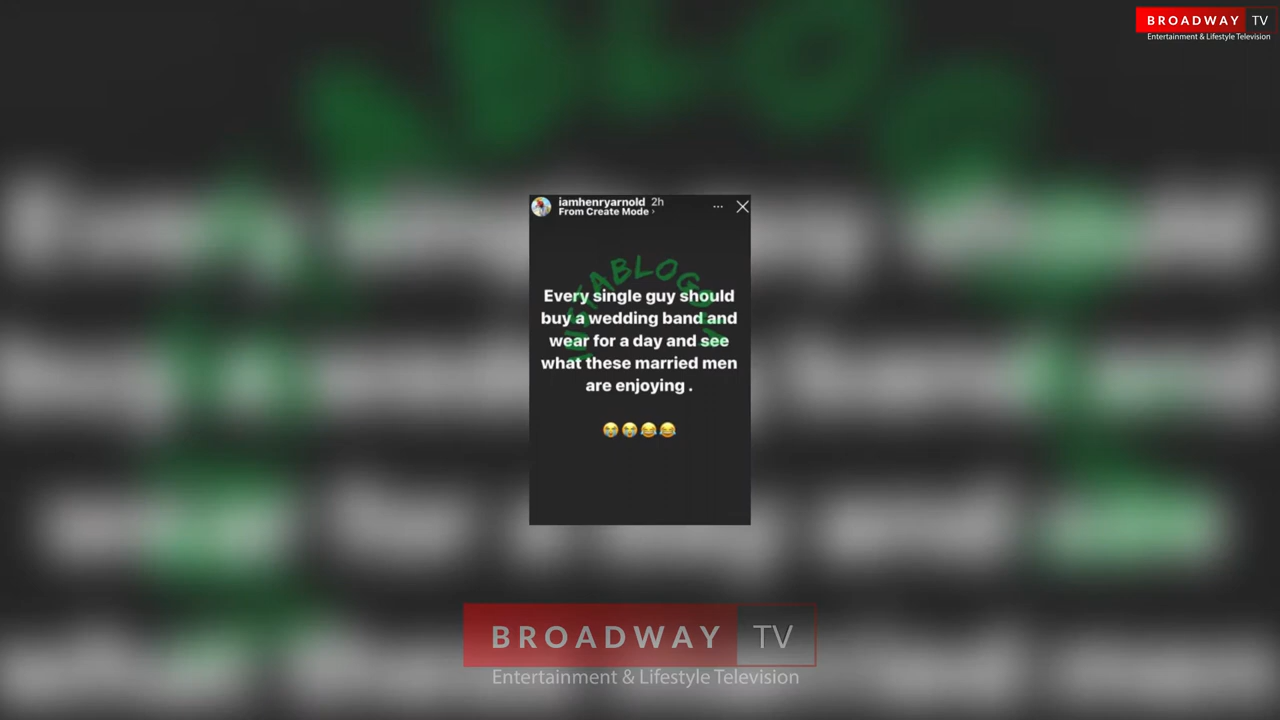 BROADWAY TV
Entertainment & Lifestyle Television
iamhenryarnold 2h
From Create Mode ›
INSTABLOG9JA
Every single guy should
buy a wedding band and
wear for a day and see
what these married men
are enjoying .
😭😭😂😂
BROADWAY TV
Entertainment & Lifestyle Television